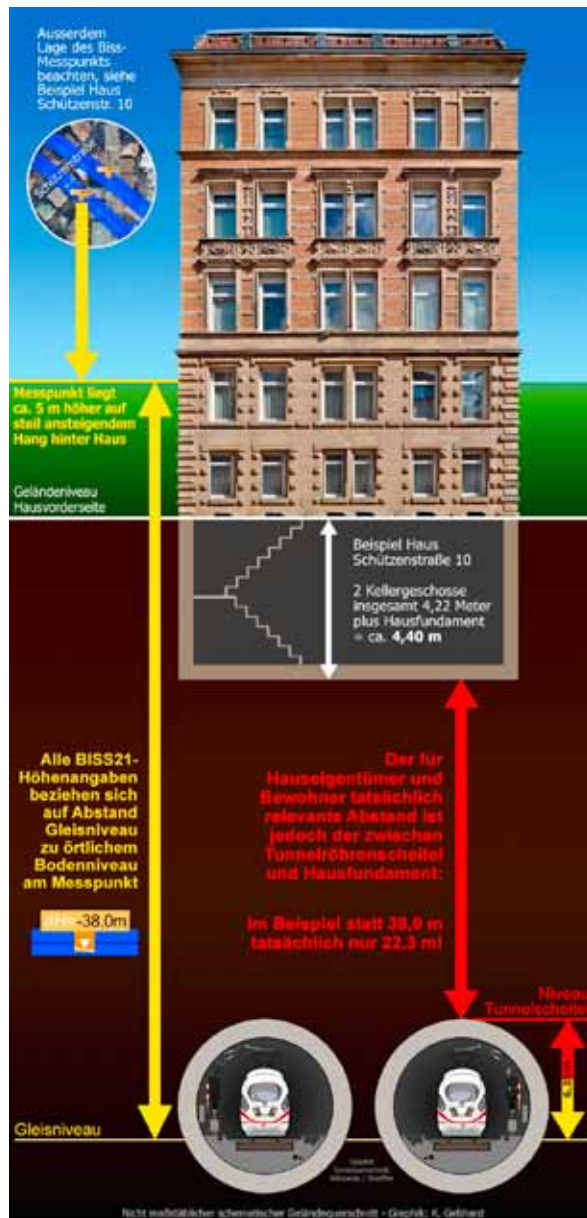 Ausserdem
Lage des Biss-
Messpunkts
beachten, siehe
Beispiel Haus
Schützenstr. 10
Schützenstraße
Messpunkt liegt
ca. 5 m höher auf
steil ansteigendem
Hang hinter Haus
Geländeniveau
Hausvorderseite
Beispiel Haus
Schützenstraße 10
2 Kellergeschosse
insgesamt 4,22 Meter
plus Hausfundament
= ca. 4,40 m
Alle BISS21-
Höhenangaben
beziehen sich
auf Abstand
Gleisniveau
zu örtlichem
Bodenniveau
am Messpunkt
-38.0m
Der für
Hauseigentümer und
Bewohner tatsächlich
relevante Abstand ist
jedoch der zwischen
Tunnelröhrenscheitel
und Hausfundament:
im Beispiel statt 38,0 m
tatsächlich nur 22,3 m!
Niveau
Tunnelscheitel
Gleisniveau
Nicht maßstäblicher schematischer Geländequerschnitt - Graphik: K. Gebhard